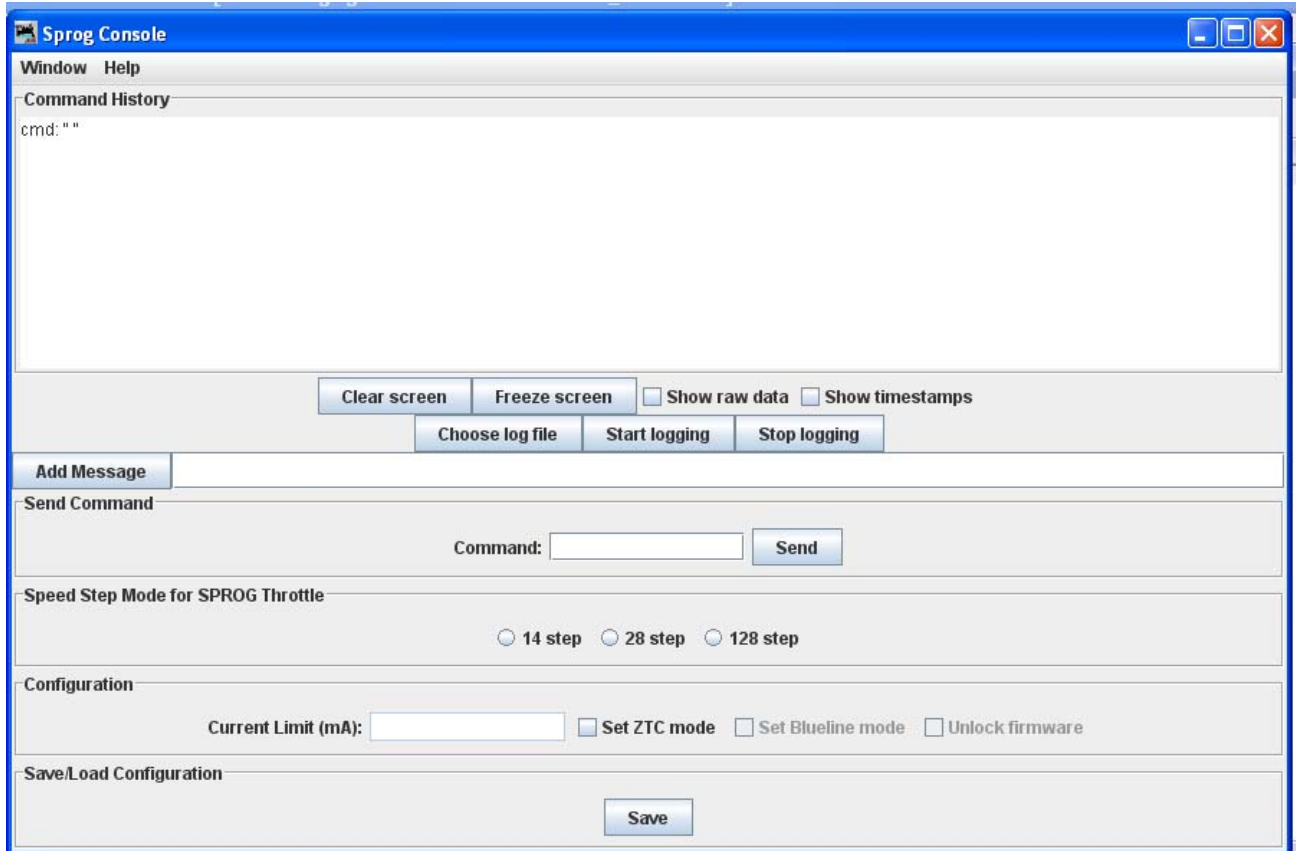 Sprog Console
Window Help
Command History
cmd: " "
Clear screen Freeze screen Show raw data Show timestamps
Choose log file Start logging Stop logging
Add Message
Send Command
Command: Send
Speed Step Mode for SPROG Throttle
14 step 28 step 128 step
Configuration
Current Limit (mA): Set ZTC mode Set Blueline mode Unlock firmware
Save/Load Configuration
Save